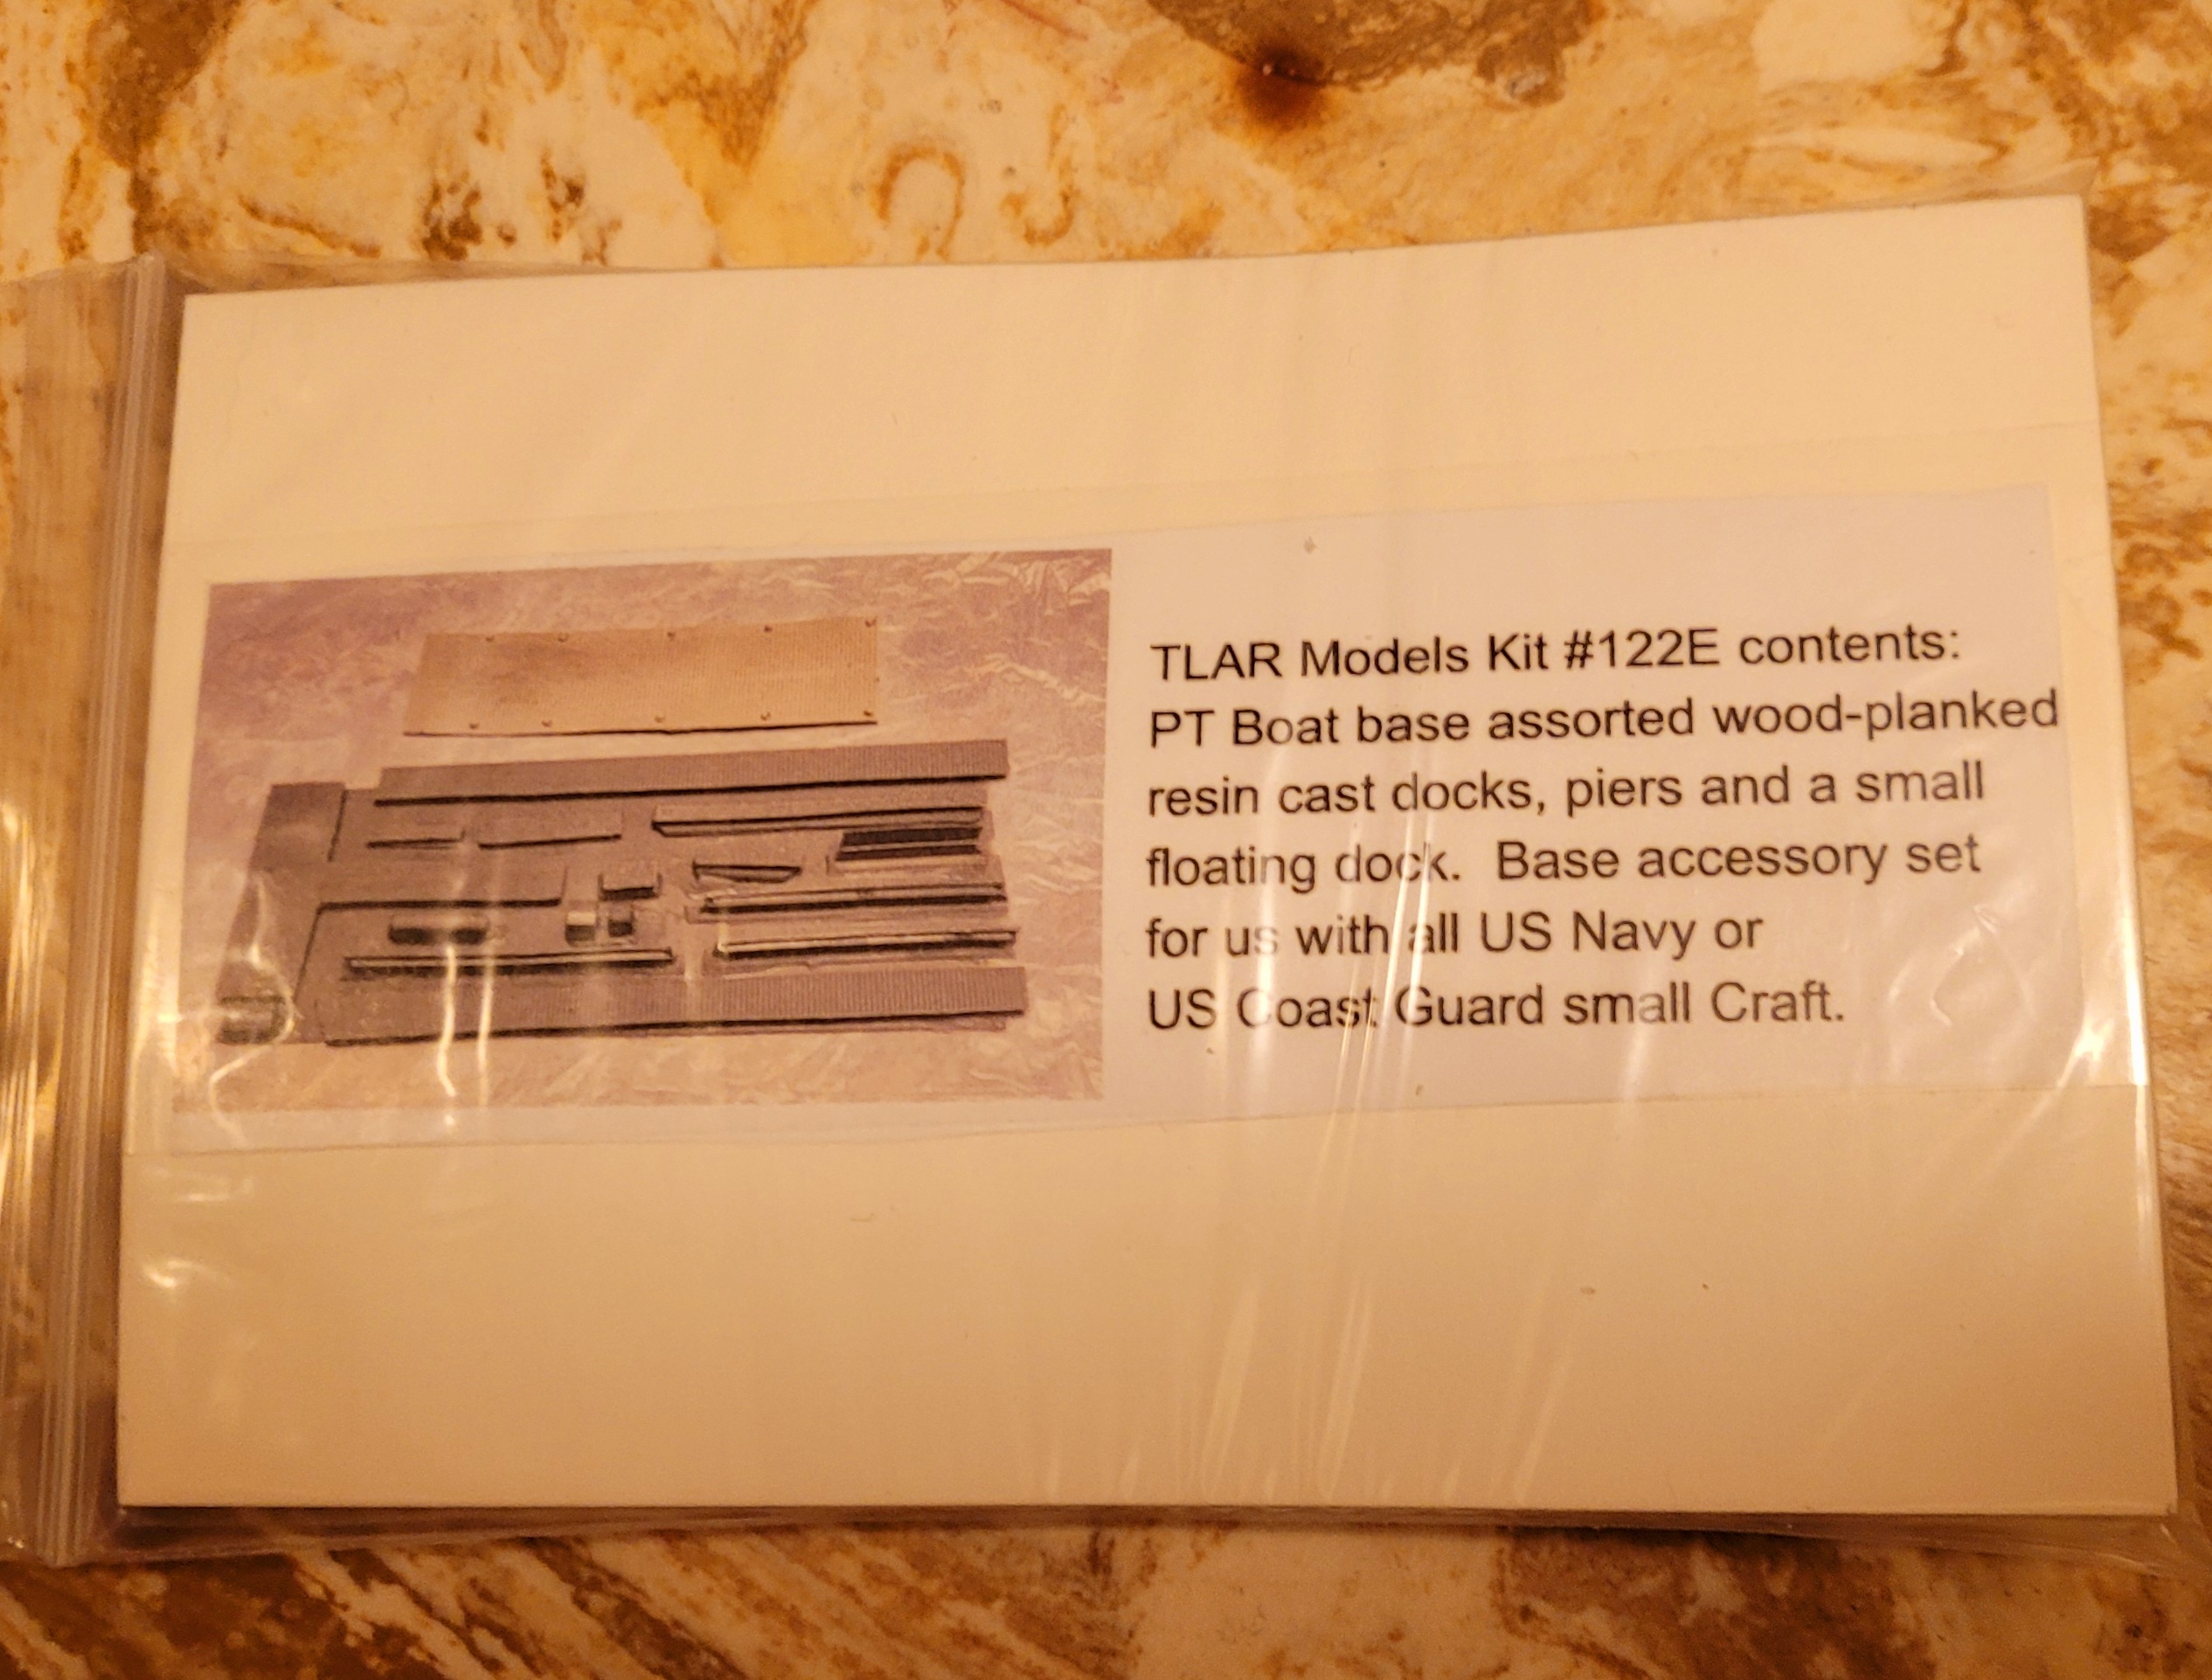 TLAR Models Kit #122E contents:
PT Boat base assorted wood-planked
resin cast docks, piers and a small
floating dock. Base accessory set
for us with all US Navy or
US Coast Guard small Craft.